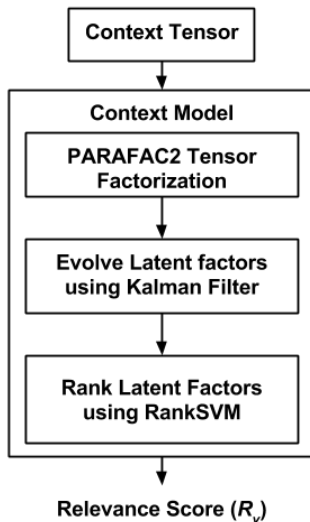 Context Tensor
Context Model
PARAFAC2 Tensor
Factorization
Evolve Latent factors
using Kalman Filter
Rank Latent Factors
using RankSVM
Relevance Score (Rv)